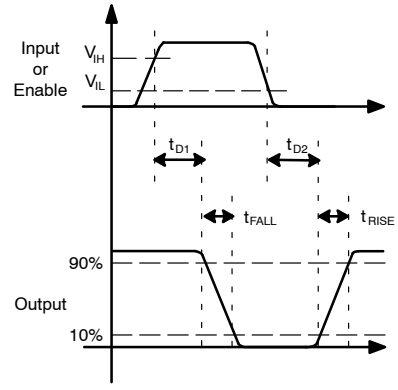 Input
or
Enable
VIH
VIL
tD1
tD2
tFALL
tRISE
90%
Output
10%